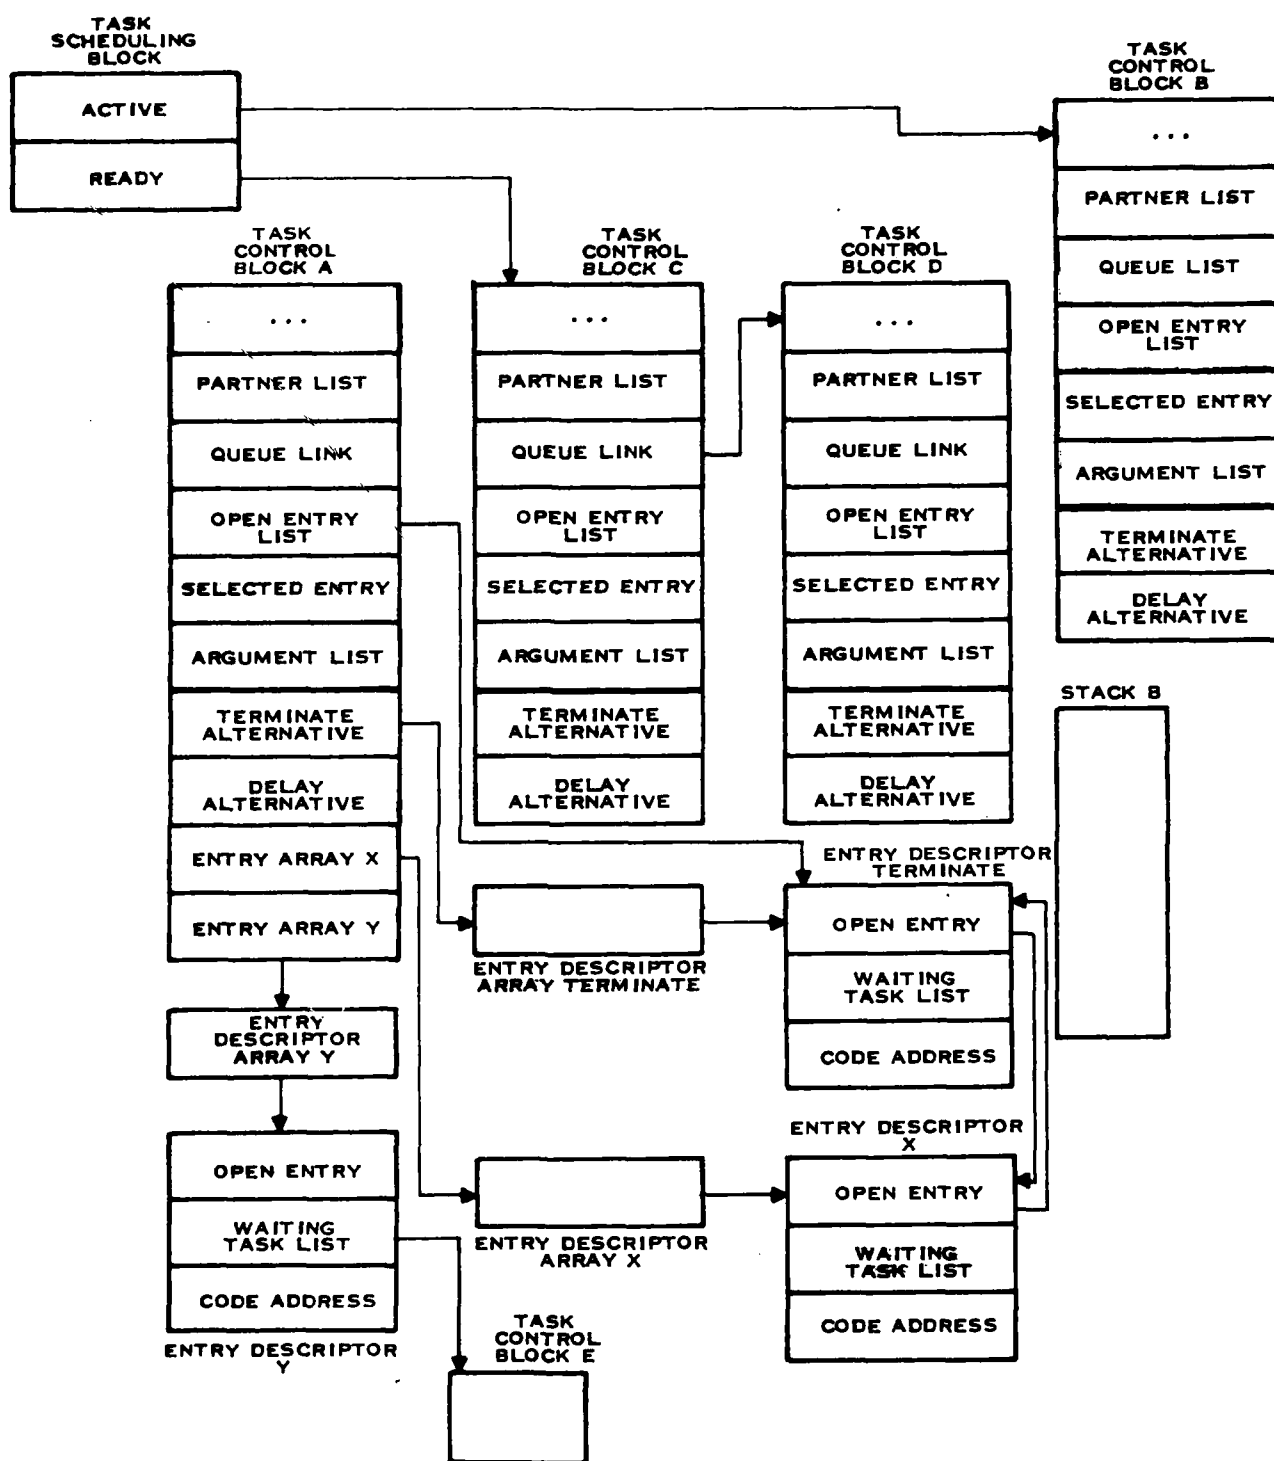 TASK
SCHEDULING
BLOCK
ACTIVE
READY
TASK
CONTROL
BLOCK B
...
PARTNER LIST
QUEUE LIST
OPEN ENTRY
LIST
SELECTED ENTRY
ARGUMENT LIST
TERMINATE
ALTERNATIVE
DELAY
ALTERNATIVE
TASK
CONTROL
BLOCK A
...
PARTNER LIST
QUEUE LINK
OPEN ENTRY
LIST
SELECTED ENTRY
ARGUMENT LIST
TERMINATE
ALTERNATIVE
DELAY
ALTERNATIVE
ENTRY ARRAY X
ENTRY ARRAY Y
TASK
CONTROL
BLOCK C
...
PARTNER LIST
QUEUE LINK
OPEN ENTRY
LIST
SELECTED ENTRY
ARGUMENT LIST
TERMINATE
ALTERNATIVE
DELAY
ALTERNATIVE
TASK
CONTROL
BLOCK D
...
PARTNER LIST
QUEUE LINK
OPEN ENTRY
LIST
SELECTED ENTRY
ARGUMENT LIST
TERMINATE
ALTERNATIVE
DELAY
ALTERNATIVE
STACK B
ENTRY DESCRIPTOR
TERMINATE
OPEN ENTRY
WAITING
TASK LIST
CODE ADDRESS
ENTRY DESCRIPTOR
ARRAY TERMINATE
ENTRY
DESCRIPTOR
ARRAY Y
OPEN ENTRY
WAITING
TASK LIST
CODE ADDRESS
ENTRY DESCRIPTOR
Y
ENTRY DESCRIPTOR
ARRAY X
ENTRY DESCRIPTOR
X
OPEN ENTRY
WAITING
TASK LIST
CODE ADDRESS
TASK
CONTROL
BLOCK E